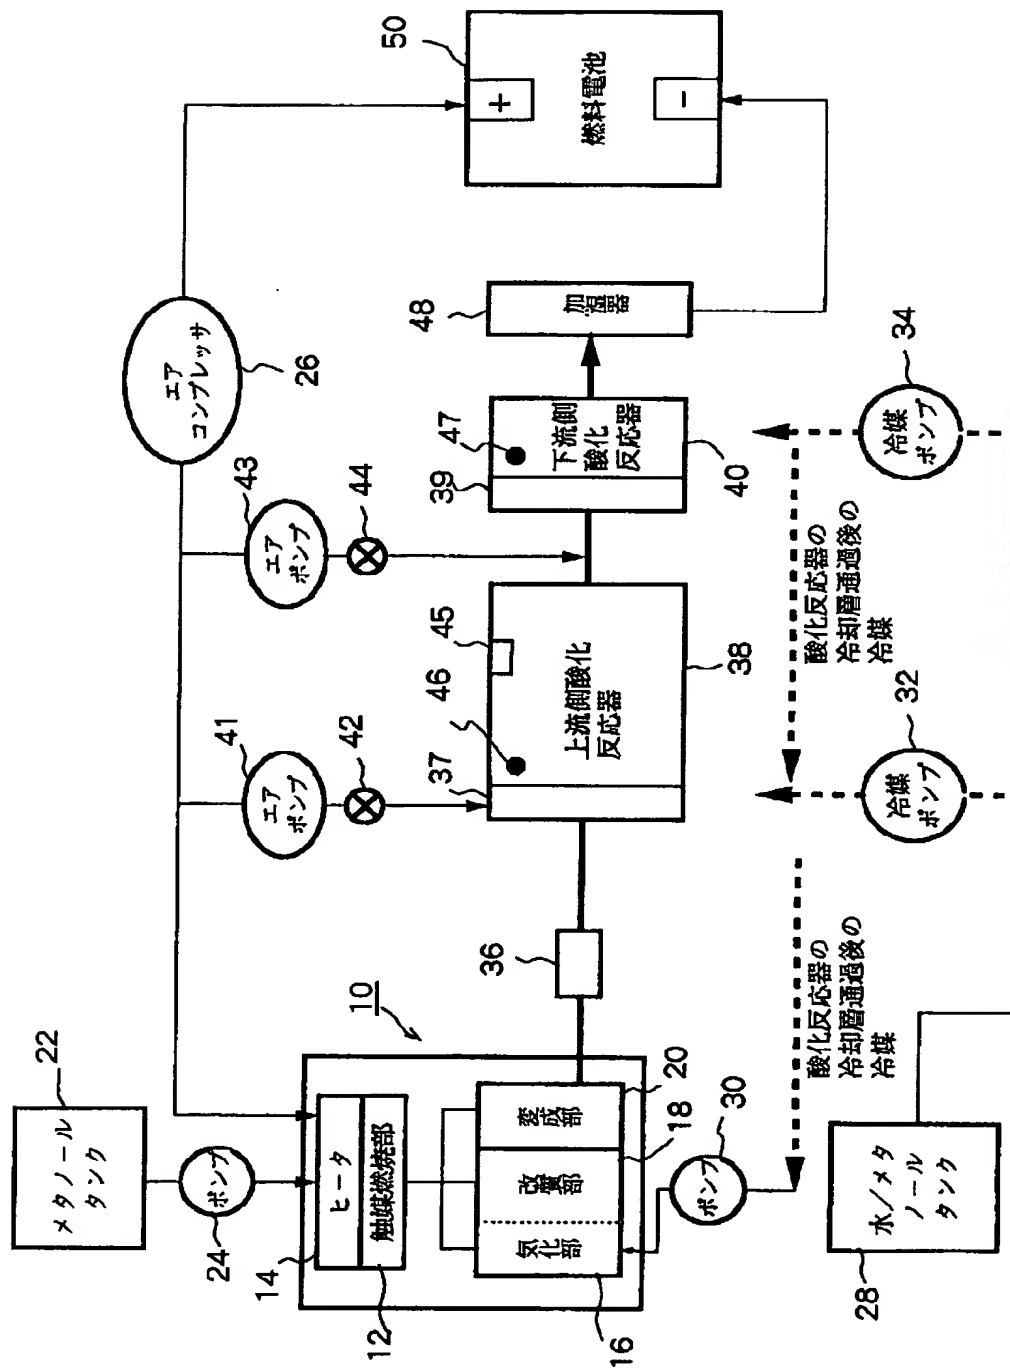 22
メタノール
タンク
24
ポンプ
14
ヒータ
12
触媒燃焼部
10
16
気化部
改質部
18
変成部
20
30
ポンプ
28
水／メタ
ノール
タンク
36
酸化反応器の
冷却層通過後の
冷媒
41
エア
ポンプ
42
37
46
45
上流側酸化
反応器
38
32
冷媒
ポンプ
43
エア
ポンプ
44
39
47
下流側
酸化
反応器
40
酸化反応器の
冷却層通過後の
冷媒
34
冷媒
ポンプ
エア
コンプレッサ
26
48
加湿器
50
+
燃料電池
-